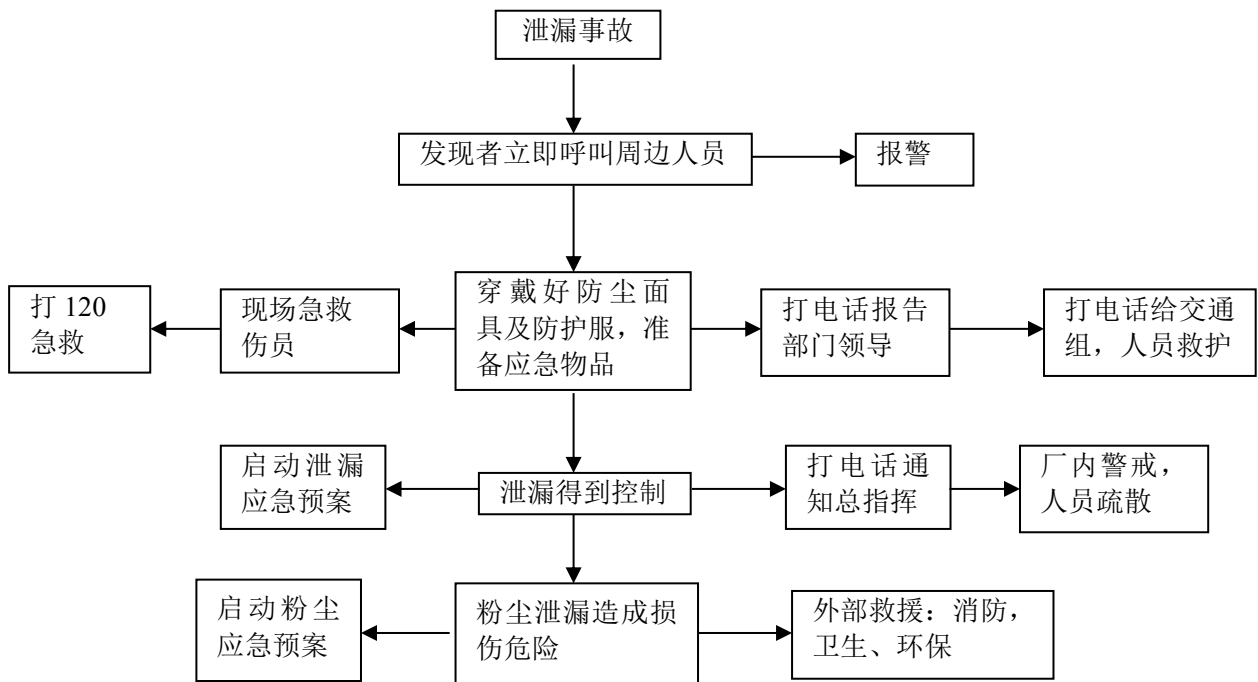 泄漏事故
发现者立即呼叫周边人员
报警
打 120
急救
现场急救
伤员
穿戴好防尘面
具及防护服，准
备应急物品
打电话报告
部门领导
打电话给交通
组，人员救护
启动泄漏
应急预案
泄漏得到控制
打电话通
知总指挥
厂内警戒，
人员疏散
启动粉尘
应急预案
粉尘泄漏造成损
伤危险
外部救援：消防，
卫生、环保